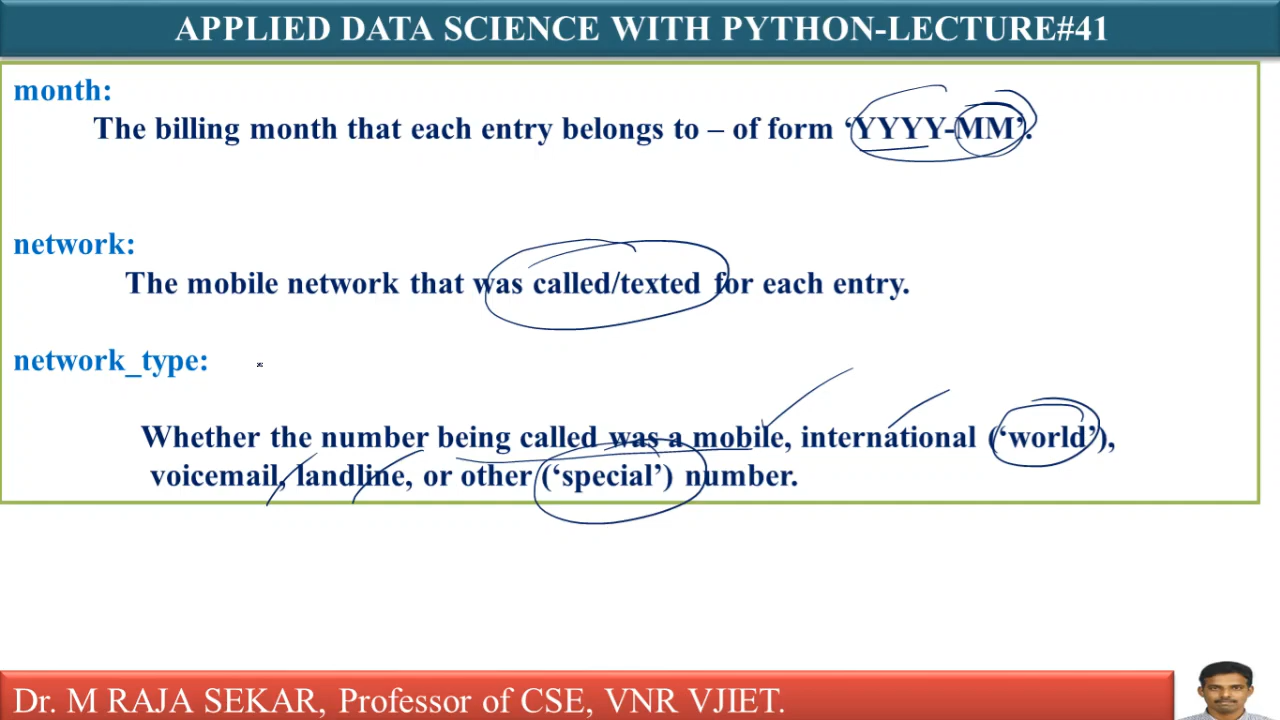 APPLIED DATA SCIENCE WITH PYTHON-LECTURE#41
month:
The billing month that each entry belongs to – of form ‘YYYY-MM’.
network:
The mobile network that was called/texted for each entry.
network_type:
Whether the number being called was a mobile, international (‘world’),
voicemail, landline, or other (‘special’) number.
Dr. M RAJA SEKAR, Professor of CSE, VNR VJIET.